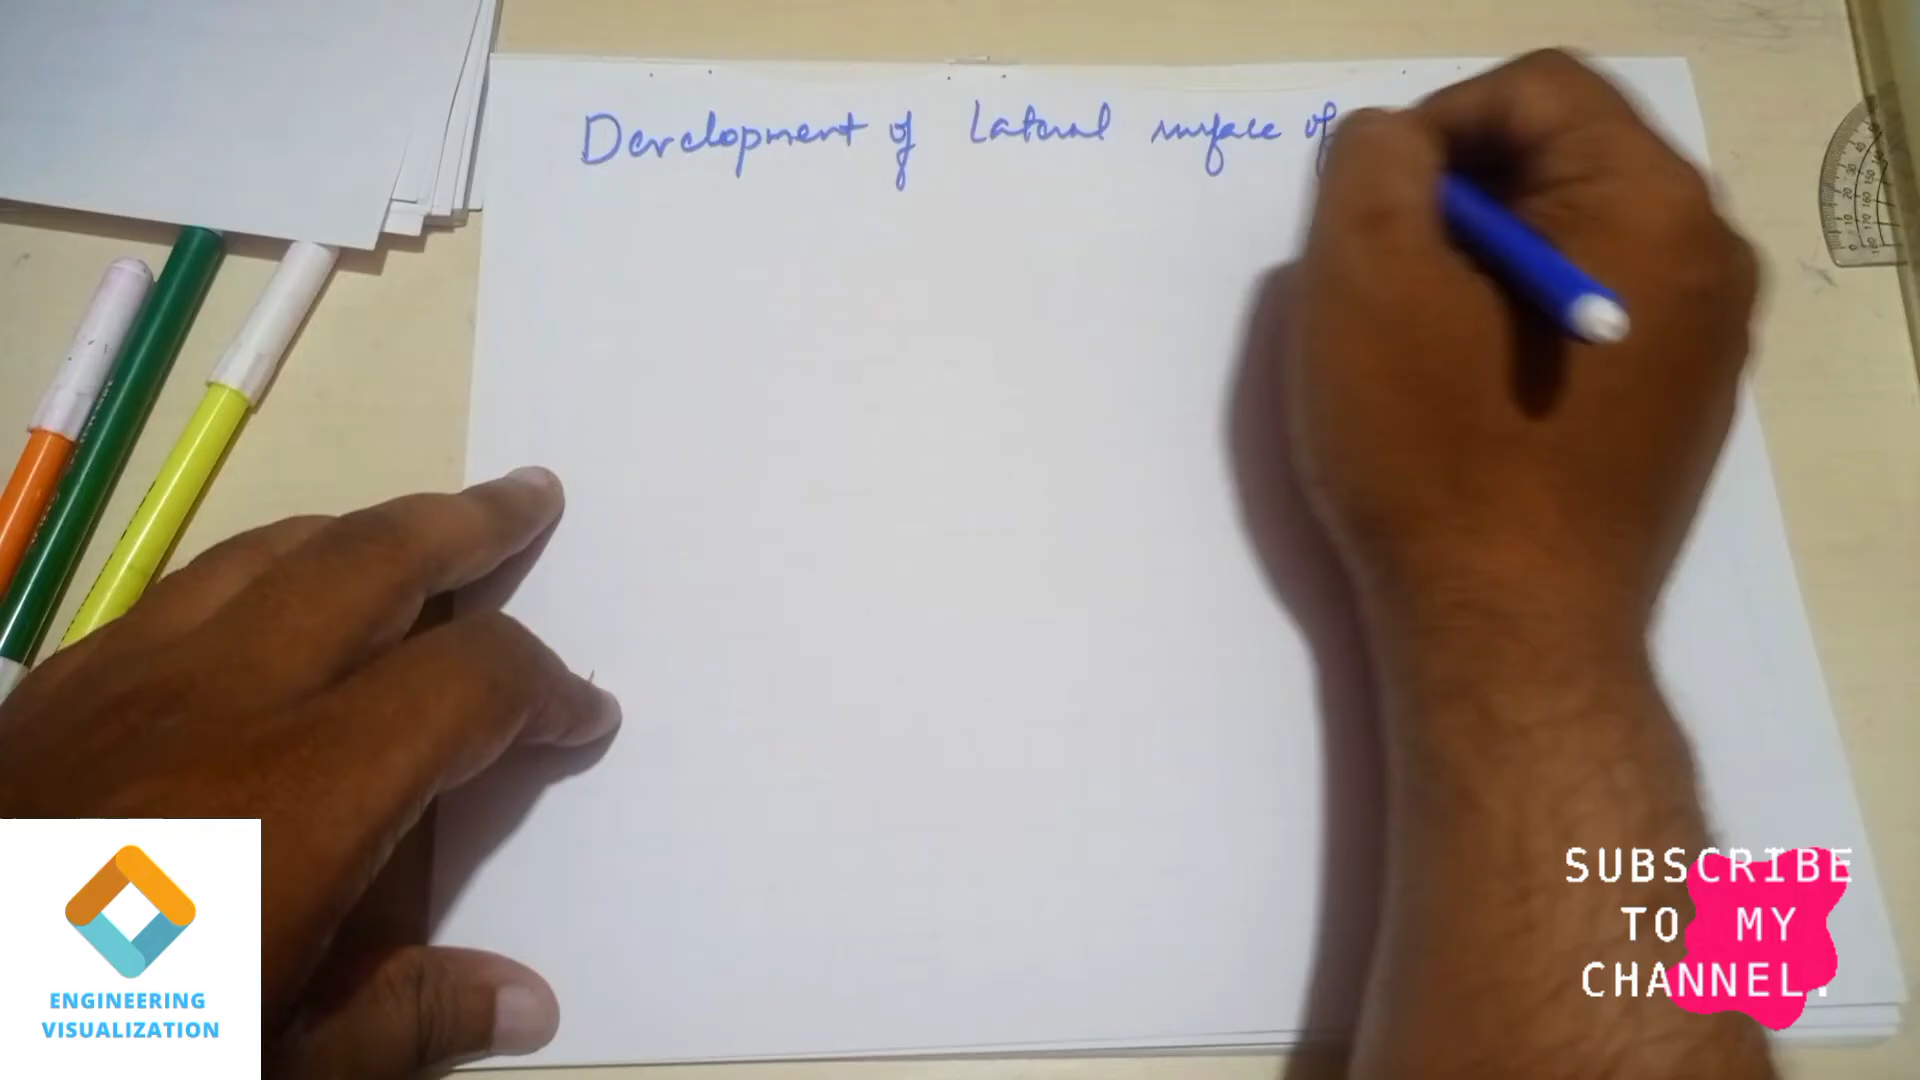 Development of Lateral surface of
ENGINEERING
VISUALIZATION
SUBSCRIBE
TO MY
CHANNEL.